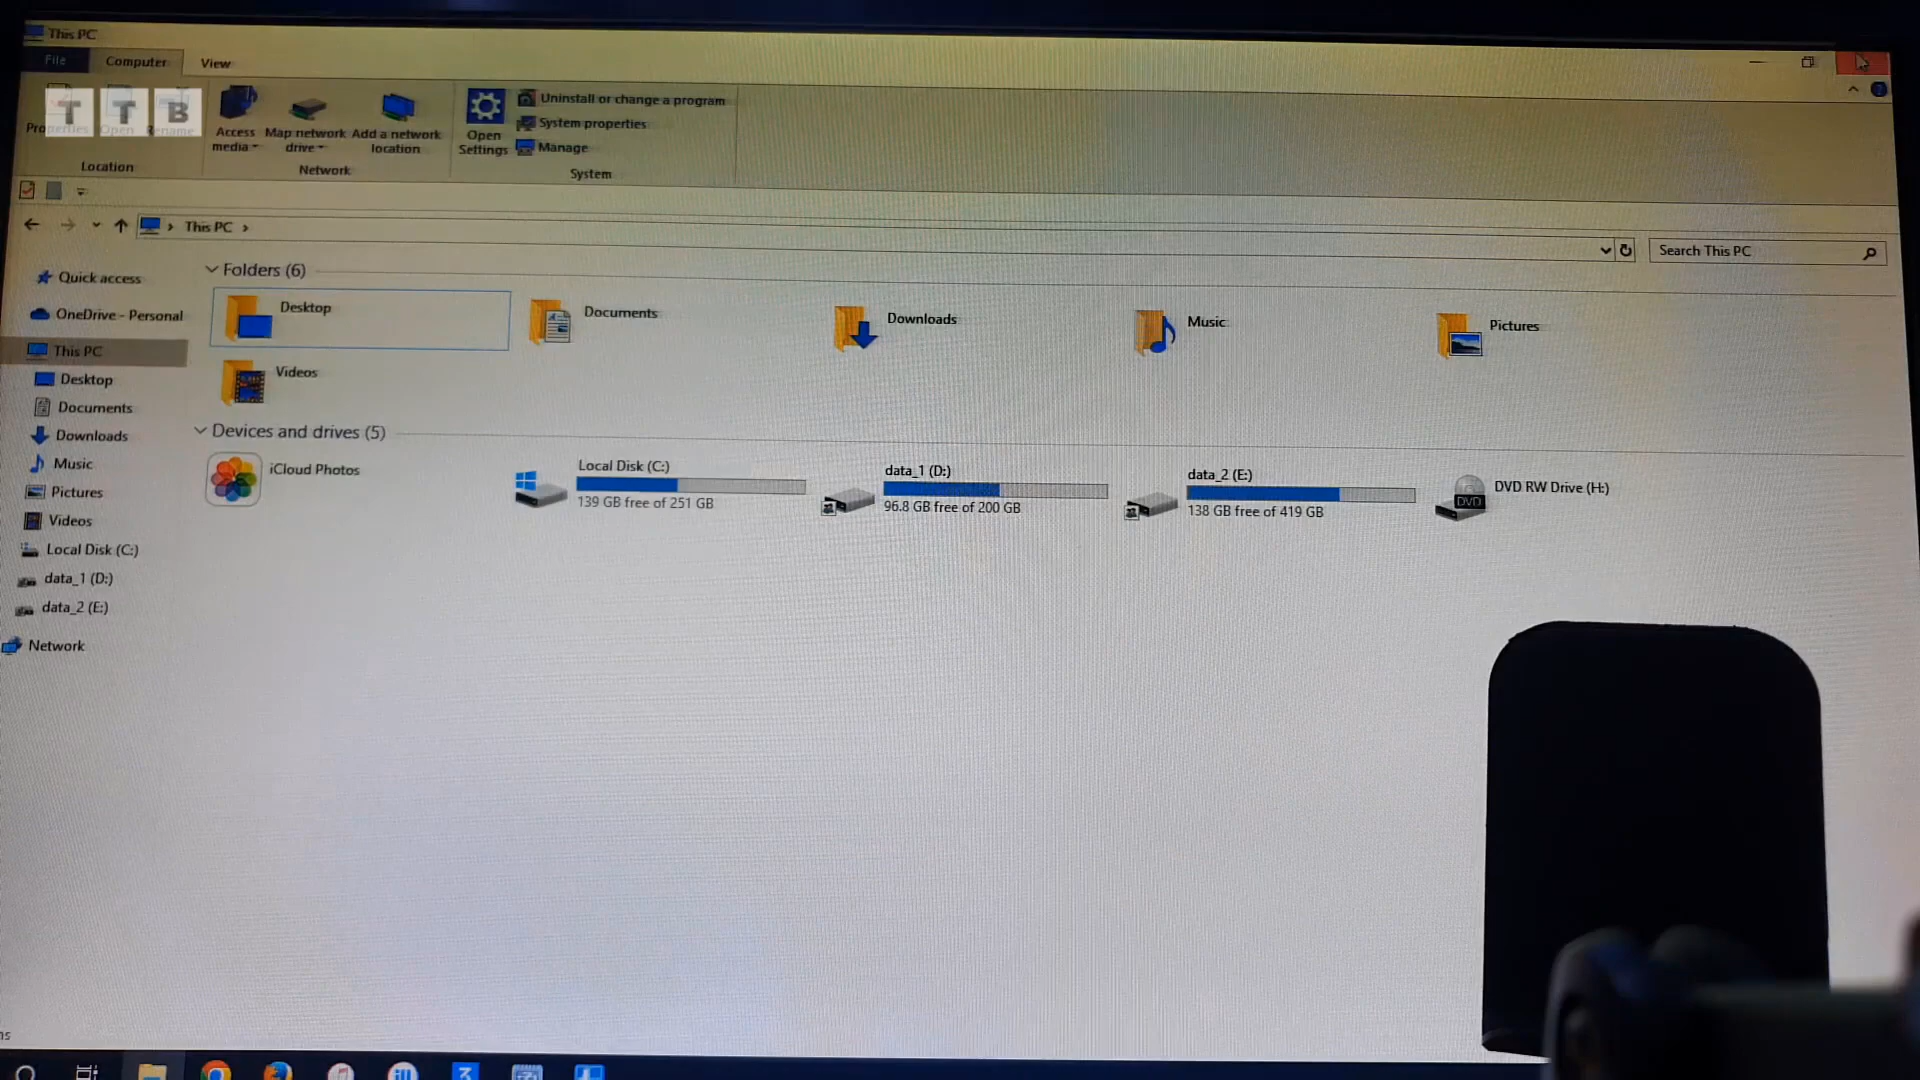 This PC
File
Computer
View
T T B
Properties
Open
Rename
Location
Access media
Map network drive
Add a network location
Network
Open Settings
Uninstall or change a program
System properties
Manage
System
This PC
Search This PC
Quick access
OneDrive - Personal
This PC
Desktop
Documents
Downloads
Music
Pictures
Videos
Local Disk (C:)
data_1 (D:)
data_2 (E:)
Network
Folders (6)
Desktop
Documents
Downloads
Music
Pictures
Videos
Devices and drives (5)
iCloud Photos
Local Disk (C:)
139 GB free of 251 GB
data_1 (D:)
96.8 GB free of 200 GB
data_2 (E:)
138 GB free of 419 GB
DVD
DVD RW Drive (H:)
3